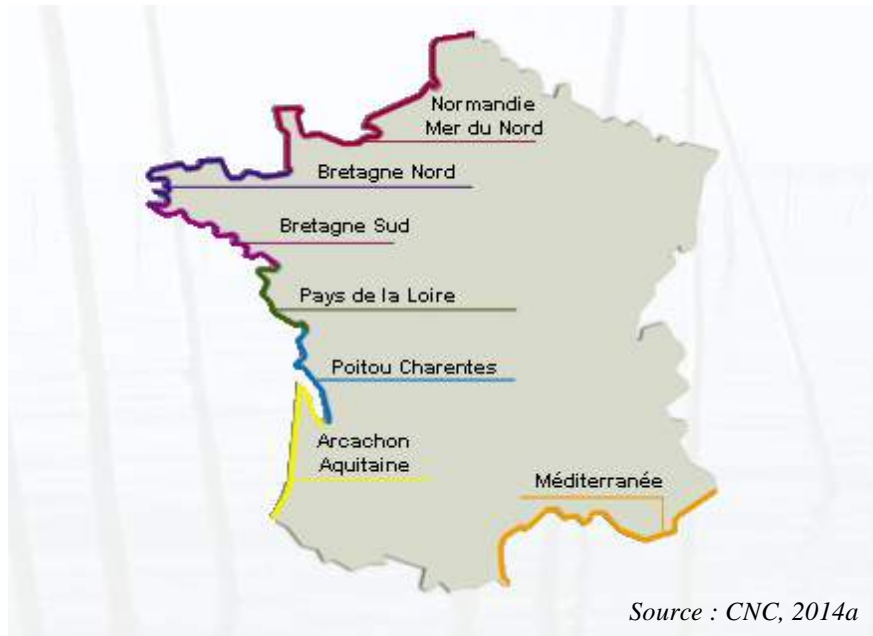 Normandie
Mer du Nord
Bretagne Nord
Bretagne Sud
Pays de la Loire
Poitou Charentes
Arcachon
Aquitaine
Méditerranée
Source : CNC, 2014a